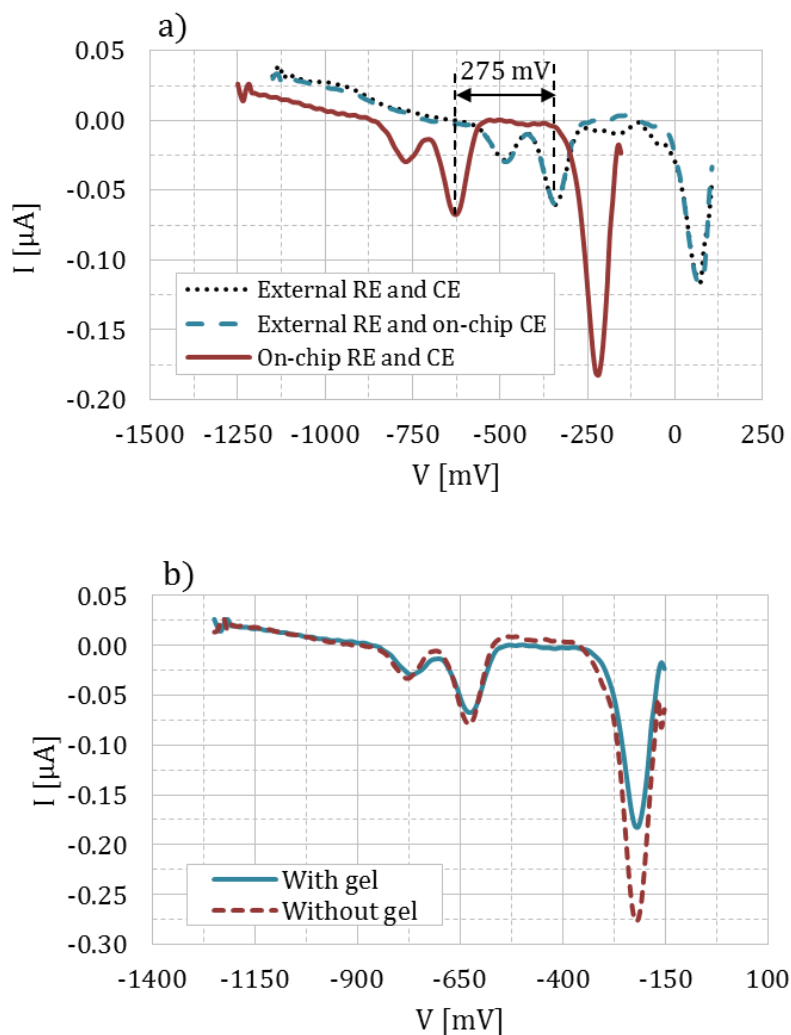 a)
275 mV
0.05
0.00
-0.05
-0.10
-0.15
-0.20
I [µA]
External RE and CE
External RE and on-chip CE
On-chip RE and CE
-1500 -1250 -1000 -750 -500 -250 0 250
V [mV]
b)
0.05
0.00
-0.05
-0.10
-0.15
-0.20
-0.25
-0.30
I [µA]
With gel
Without gel
-1400 -1150 -900 -650 -400 -150 100
V [mV]